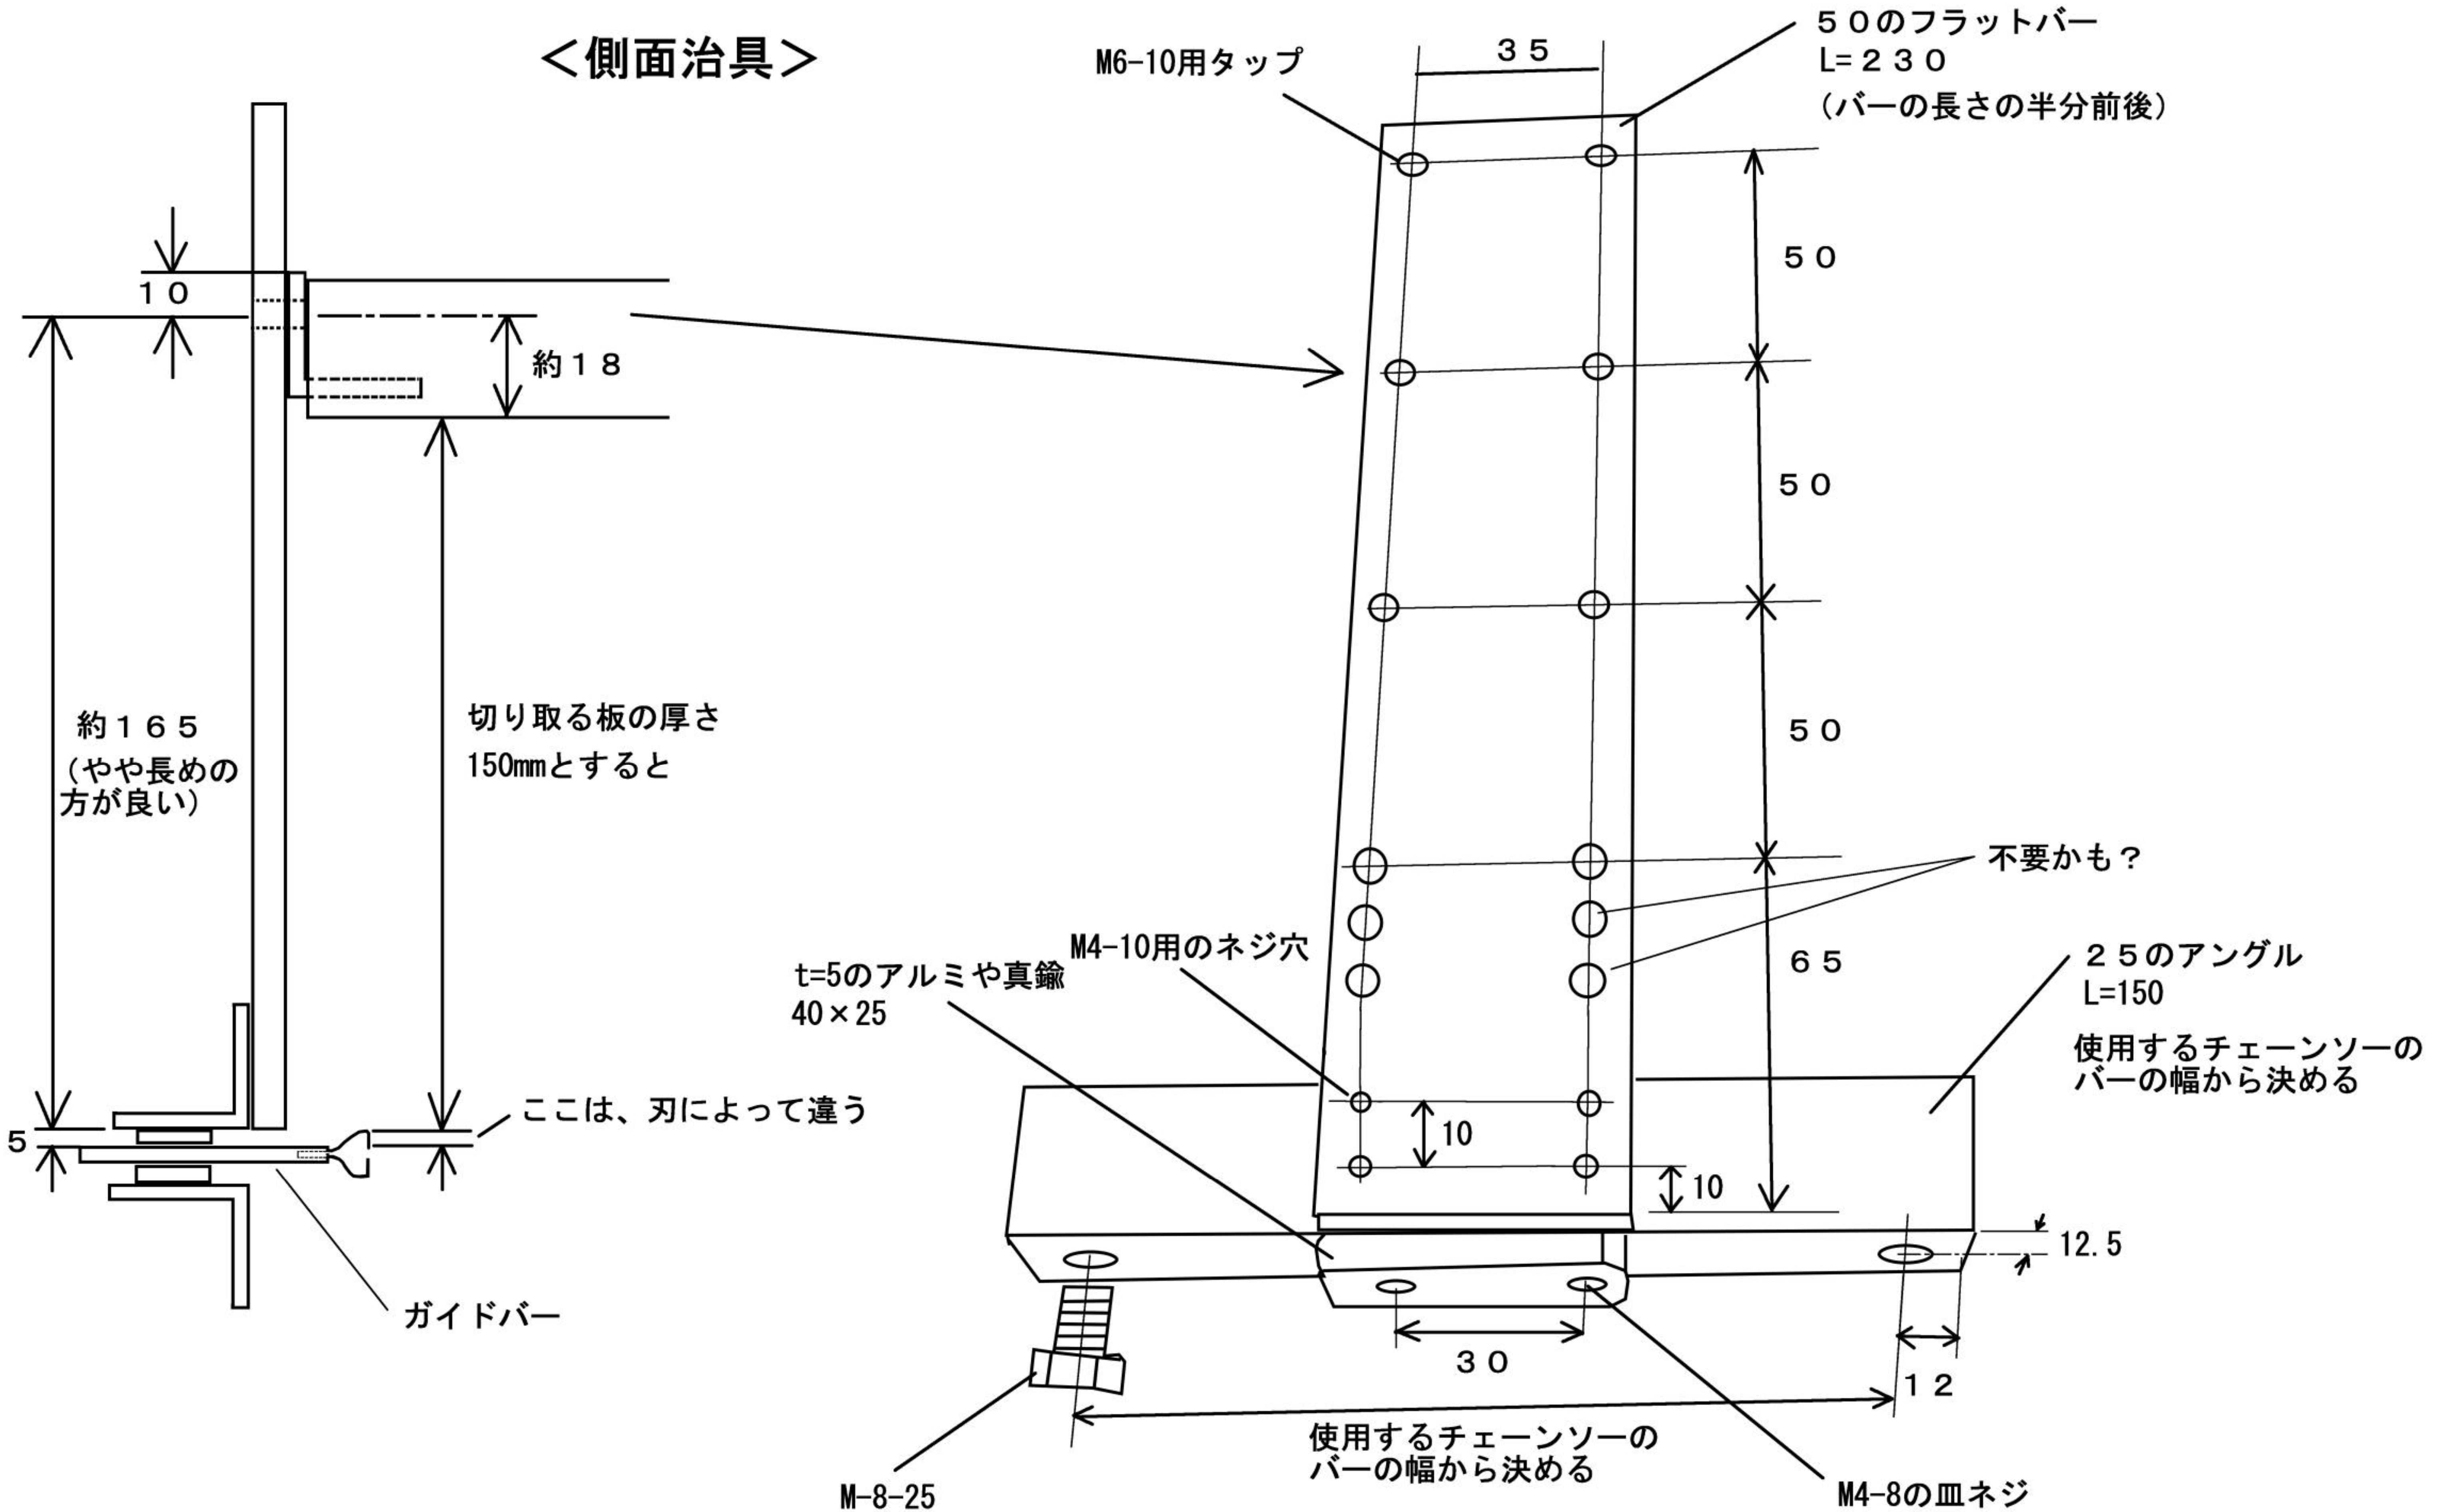 ＜側面治具＞
M6-10用タップ
３５
５０のフラットバー
L=２３０
（バーの長さの半分前後）
１０
約１８
５０
５０
約１６５
（やや長めの
方が良い）
切り取る板の厚さ
150mmとすると
５０
不要かも？
M4-10用のネジ穴
t=5のアルミや真鍮
40×25
６５
２５のアングル
L=150
使用するチェーンソーの
バーの幅から決める
5
ここは、刃によって違う
10
10
12.5
ガイドバー
３０
１２
使用するチェーンソーの
バーの幅から決める
M-8-25
M4-8の皿ネジ